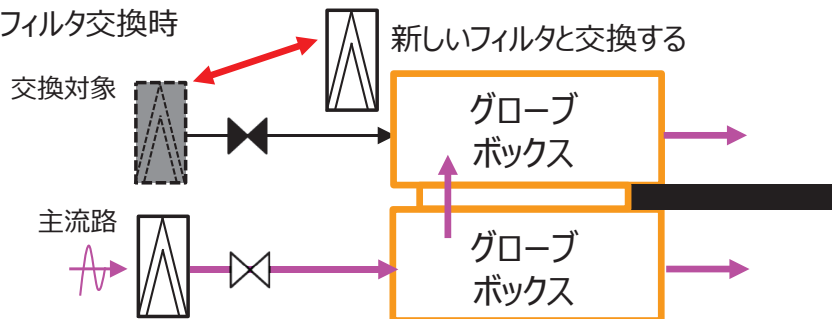 フィルタ交換時
新しいフィルタと交換する
交換対象
グローブ
ボックス
主流路
グローブ
ボックス